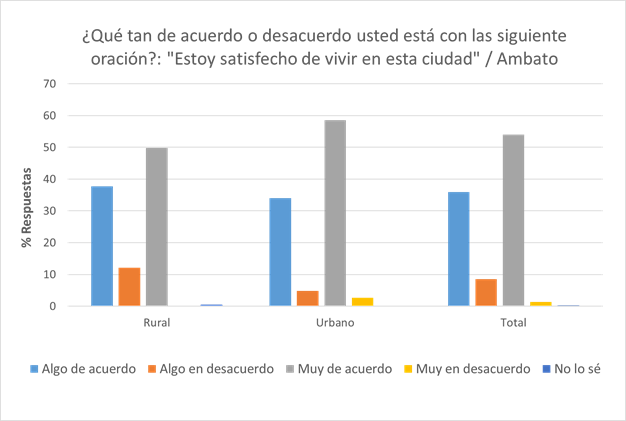 ¿Qué tan de acuerdo o desacuerdo usted está con las siguiente
oración?: "Estoy satisfecho de vivir en esta ciudad" / Ambato
70
60
50
40
30
20
10
0
% Respuestas
Rural Urbano Total
Algo de acuerdo Algo en desacuerdo Muy de acuerdo Muy en desacuerdo No lo sé